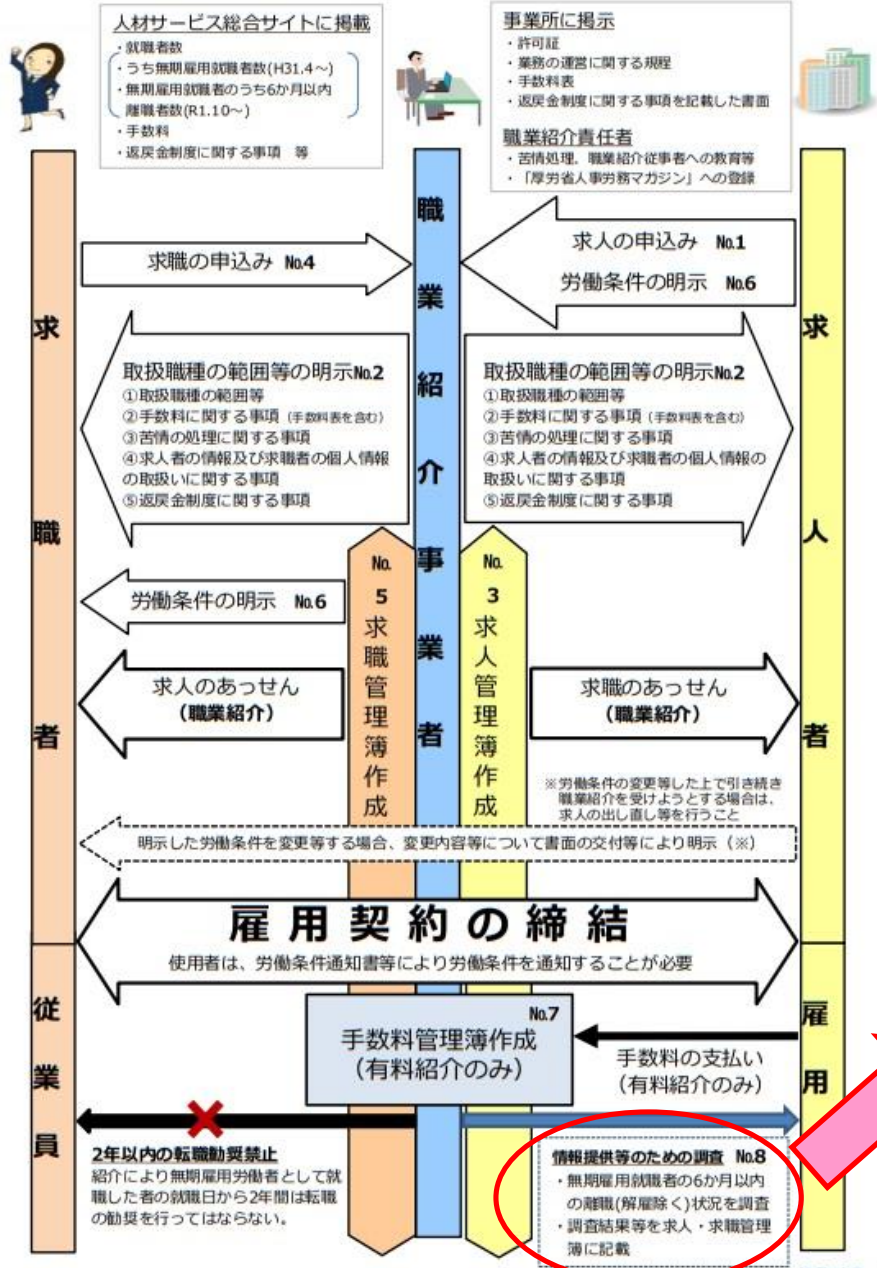 人材サービス総合サイトに掲載
・就職者数
・うち無期雇用就職者数(H31.4～)
・無期雇用就職者のうち6か月以内
離職者数(R1.10～)
・手数料
・返戻金制度に関する事項 等
事業所に掲示
・許可証
・業務の運営に関する規程
・手数料表
・返戻金制度に関する事項を記載した書面
職業紹介責任者
・苦情処理、職業紹介従事者への教育等
・「厚労省人事労務マガジン」への登録
求職者
職業紹介事業者
求人者
求職の申込み No.4
求人の申込み No.1
労働条件の明示 No.6
取扱職種の範囲等の明示No.2
①取扱職種の範囲等
②手数料に関する事項（手数料表を含む）
③苦情の処理に関する事項
④求人者の情報及び求職者の個人情報
の取扱いに関する事項
⑤返戻金制度に関する事項
取扱職種の範囲等の明示No.2
①取扱職種の範囲等
②手数料に関する事項（手数料表を含む）
③苦情の処理に関する事項
④求人者の情報及び求職者の個人情報の
取扱いに関する事項
⑤返戻金制度に関する事項
No.5求職管理簿作成
No.3求人管理簿作成
労働条件の明示 No.6
求人のあっせん
（職業紹介）
求職のあっせん
（職業紹介）
※労働条件の変更等した上で引き続き
職業紹介を受けようとする場合は、
求人の出し直し等を行うこと
明示した労働条件を変更等する場合、変更内容等について書面の交付等により明示（※）
雇用契約の締結
使用者は、労働条件通知書等により労働条件を通知することが必要
従業員
雇用
No.7
手数料管理簿作成
（有料紹介のみ）
手数料の支払い
（有料紹介のみ）
2年以内の転職勧奨禁止
紹介により無期雇用労働者として就
職した者の就職日から2年間は転職
の勧奨を行ってはならない。
情報提供等のための調査 No.8
・無期雇用就職者の6か月以内
の離職(解雇除く)状況を調査
・調査結果等を求人・求職管理
簿に記載